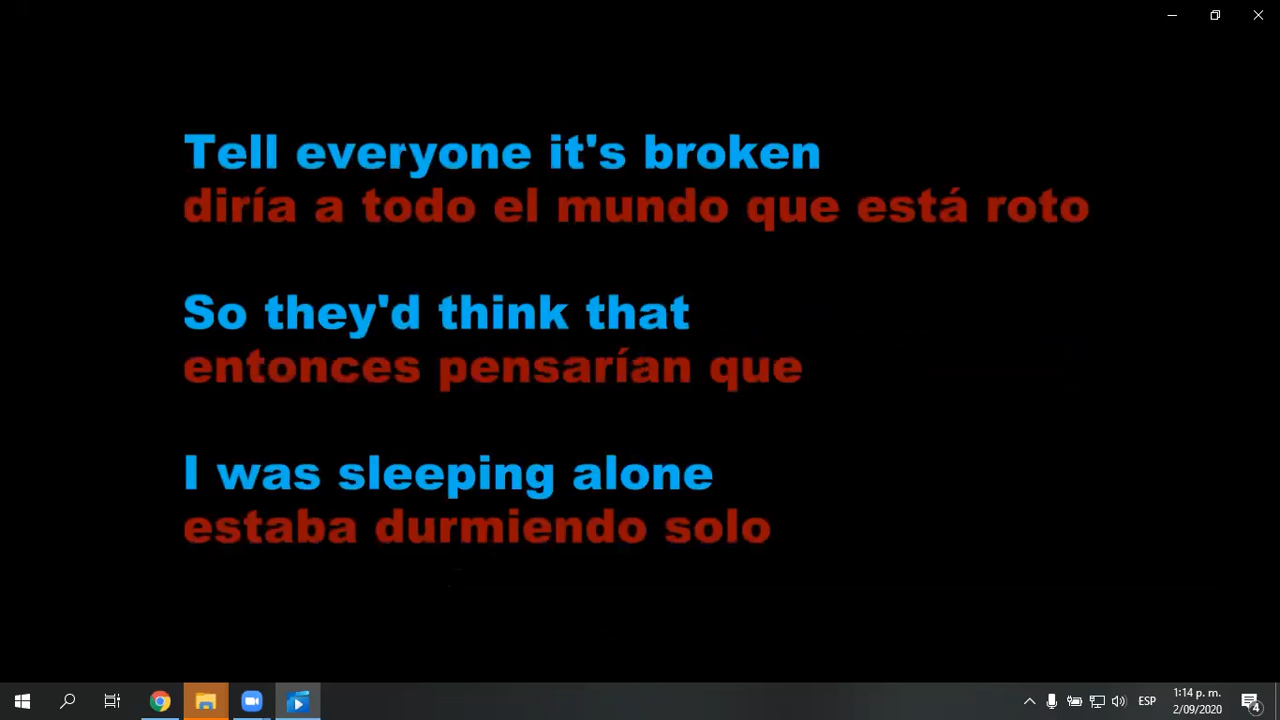 Tell everyone it's broken
diría a todo el mundo que está roto
So they'd think that
entonces pensarían que
I was sleeping alone
estaba durmiendo solo
ESP
1:14 p. m.
2/09/2020
4